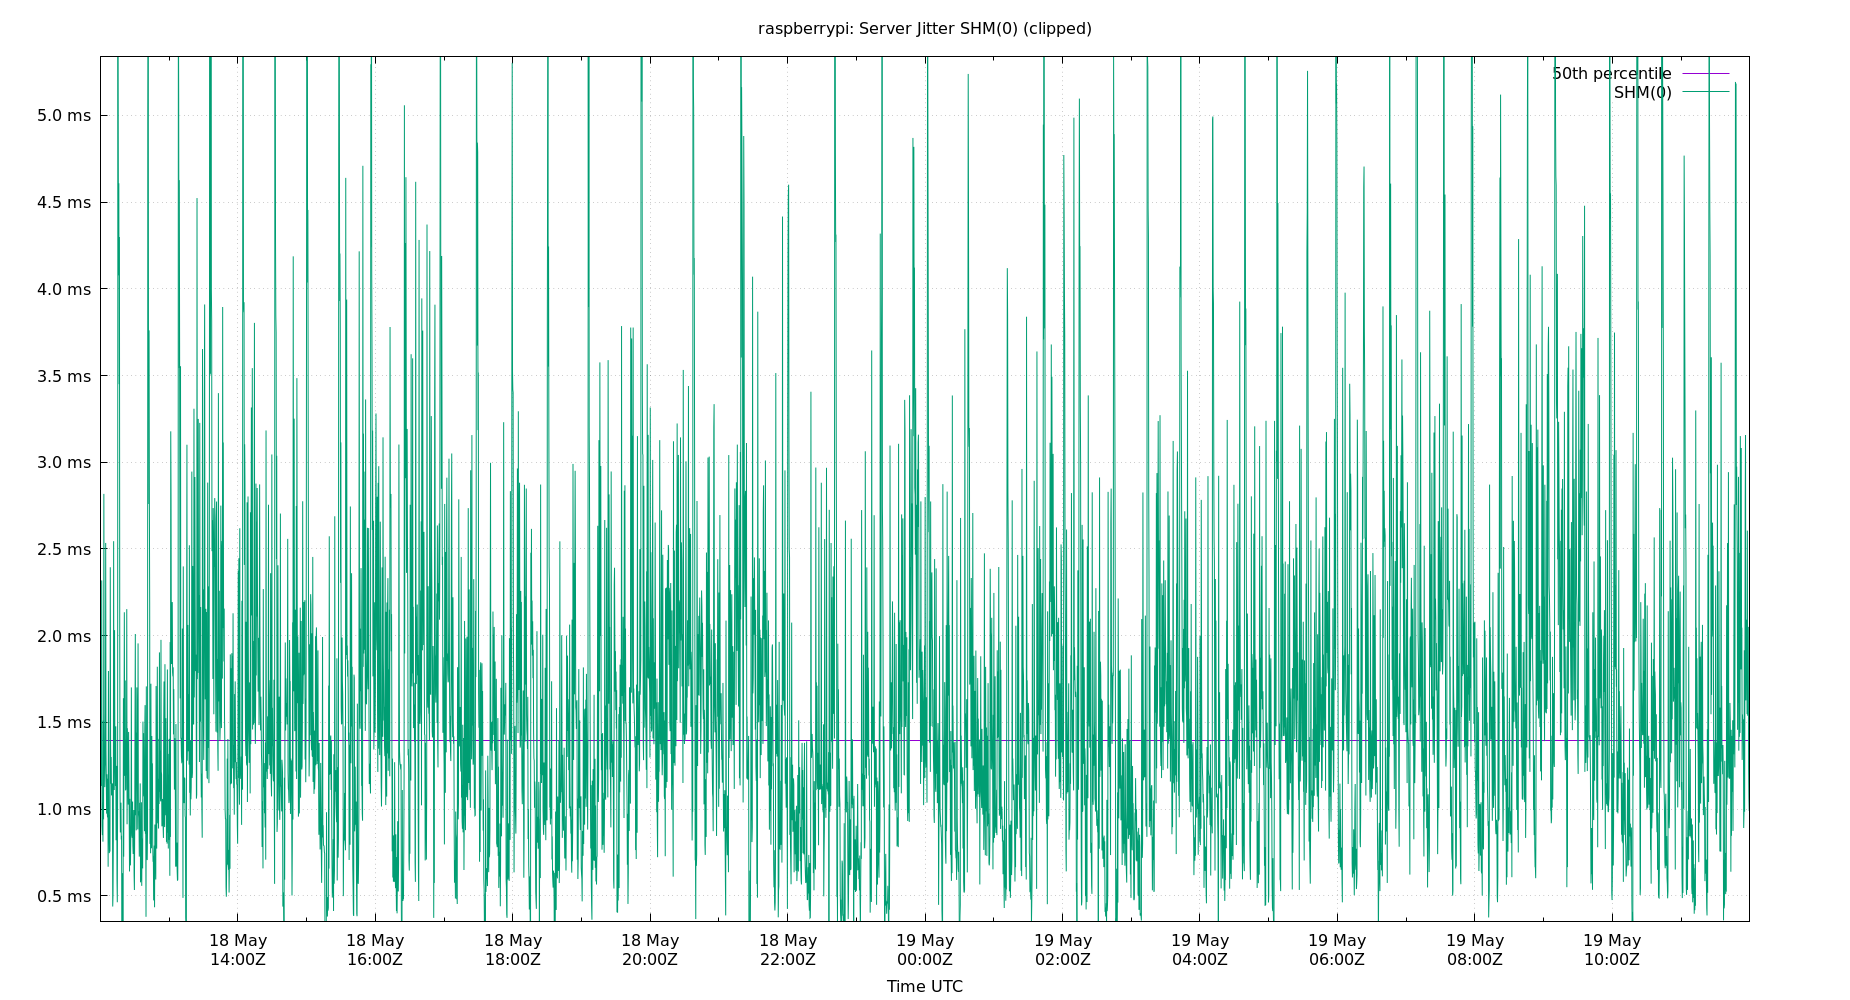 raspberrypi: Server Jitter SHM(0) (clipped)
50th percentile
SHM(0)
5.0 ms
4.5 ms
4.0 ms
3.5 ms
3.0 ms
2.5 ms
2.0 ms
1.5 ms
1.0 ms
0.5 ms
18 May 18 May 18 May 18 May 18 May 19 May 19 May 19 May 19 May 19 May 19 May
14:00Z 16:00Z 18:00Z 20:00Z 22:00Z 00:00Z 02:00Z 04:00Z 06:00Z 08:00Z 10:00Z
Time UTC